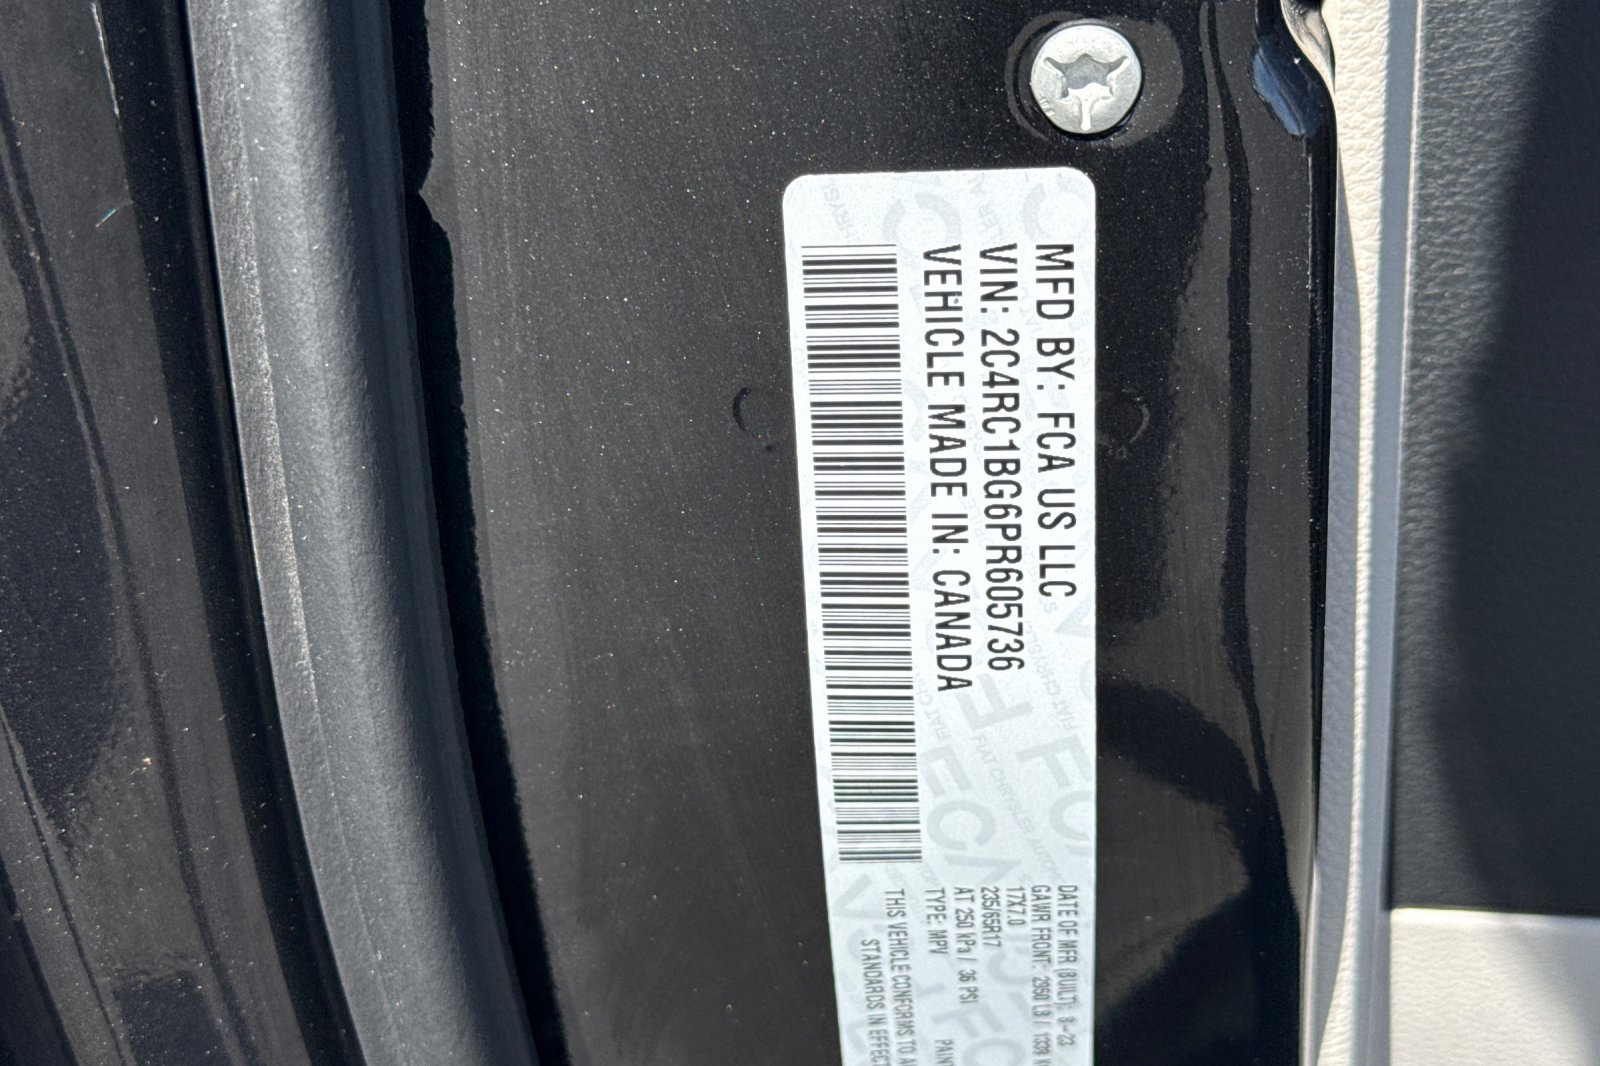 MFD BY: FCA US LLC
VIN: 2C4RC1BG6PR605736
VEHICLE MADE IN: CANADA
DATE OF MFR (BUILT): 8-23
GAWR FRONT: 2950 LB / 1339
17X7.0
235/65R17
AT 250 kPa / 36 PSI
TYPE: MPV
THIS VEHICLE CONFORMS TO
STANDARDS IN EFFECT